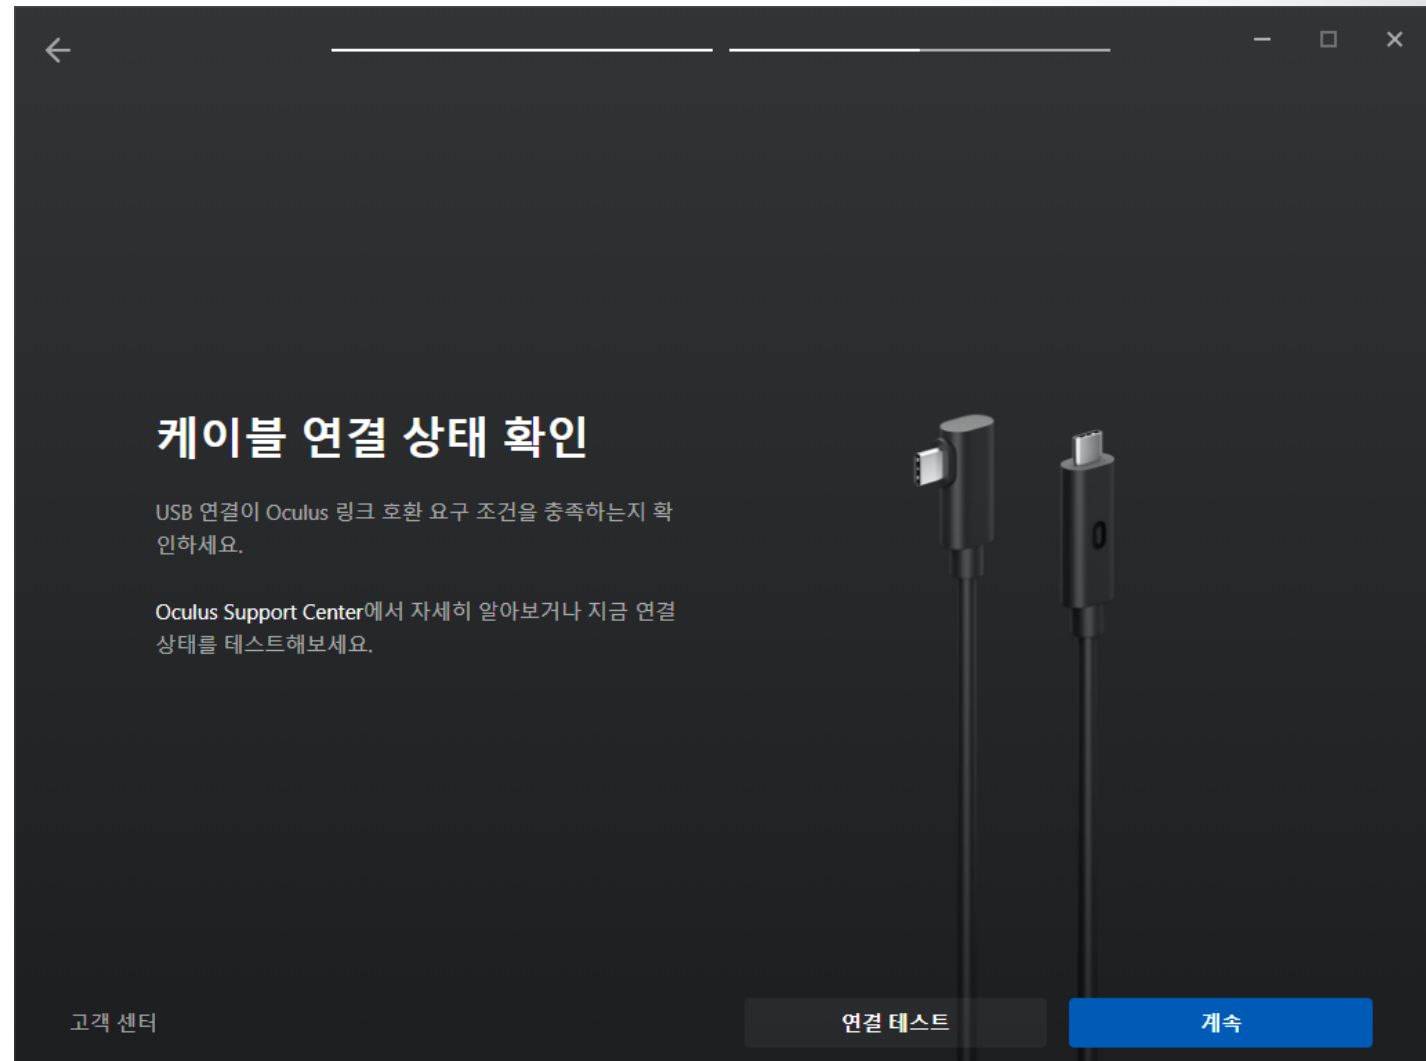 케이블 연결 상태 확인
USB 연결이 Oculus 링크 호환 요구 조건을 충족하는지 확
인하세요.
Oculus Support Center에서 자세히 알아보거나 지금 연결
상태를 테스트해보세요.
고객 센터
연결 테스트
계속